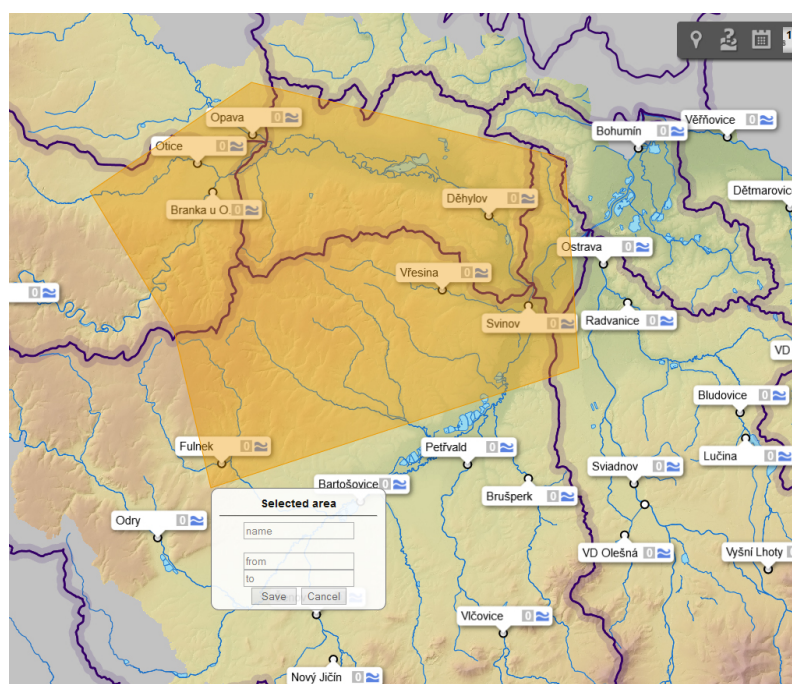 1
Opava 0
Věřňovice 0
Bohumín 0
Otice 0
Dětmarovice
Děhylov 0
Branka u O. 0
Ostrava 0
Vřesina 0
0
Svinov 0
Radvanice 0
VD
Bludovice 0
Fulnek 0
Petřvald 0
Lučina 0
Sviadnov 0
Bartošovice 0
Brušperk 0
Selected area
Odry 0
name
VD Olešná 0
Vyšní Lhoty 0
from
to
Save Cancel
Vlčovice 0
Nový Jičín 0